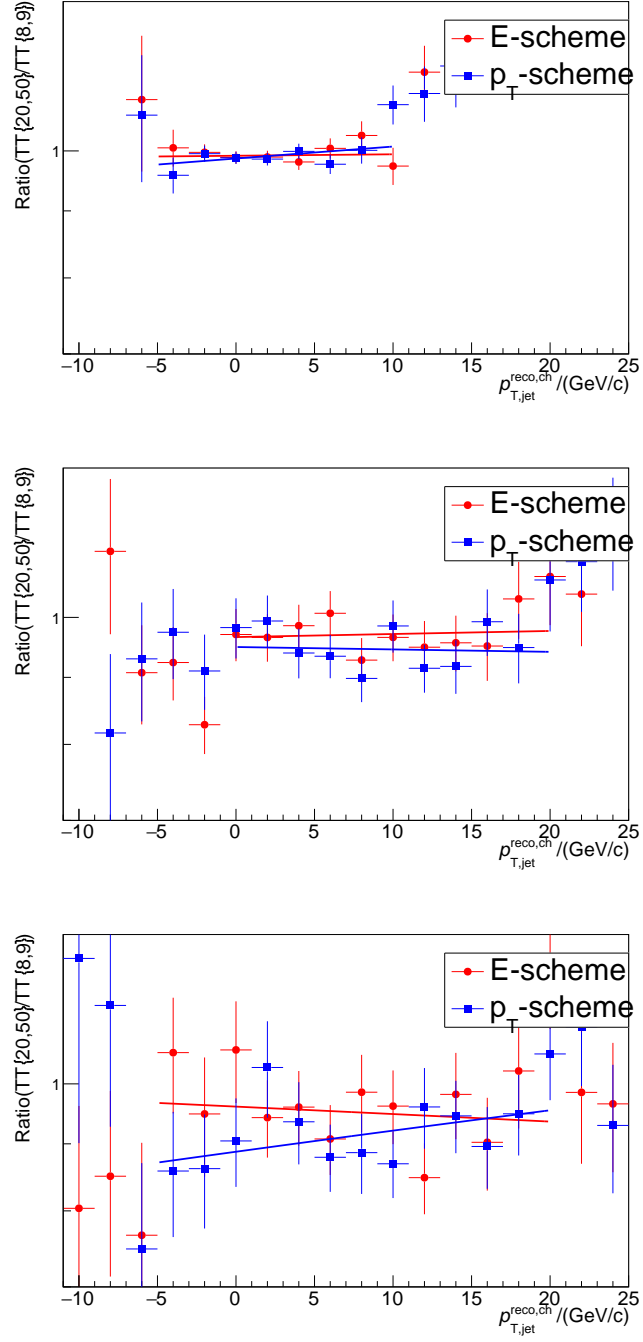 Ratio(TT{20,50}/TT{8,9})
E-scheme
p_T-scheme
1
−10 −5 0 5 10 15 20 25
p_{T,jet}^{reco,ch} /(GeV/c)
Ratio(TT{20,50}/TT{8,9})
E-scheme
p_T-scheme
1
−10 −5 0 5 10 15 20 25
p_{T,jet}^{reco,ch} /(GeV/c)
Ratio(TT{20,50}/TT{8,9})
E-scheme
p_T-scheme
1
−10 −5 0 5 10 15 20 25
p_{T,jet}^{reco,ch} /(GeV/c)